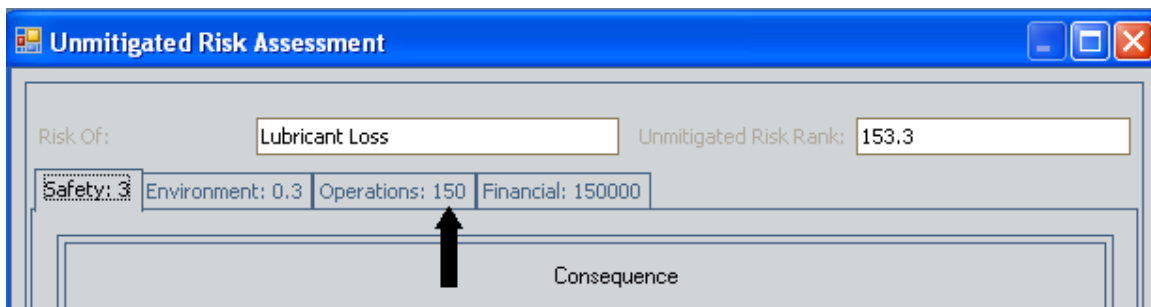 Unmitigated Risk Assessment
Risk Of: Lubricant Loss Unmitigated Risk Rank: 153.3
Safety: 3 Environment: 0.3 Operations: 150 Financial: 150000
Consequence